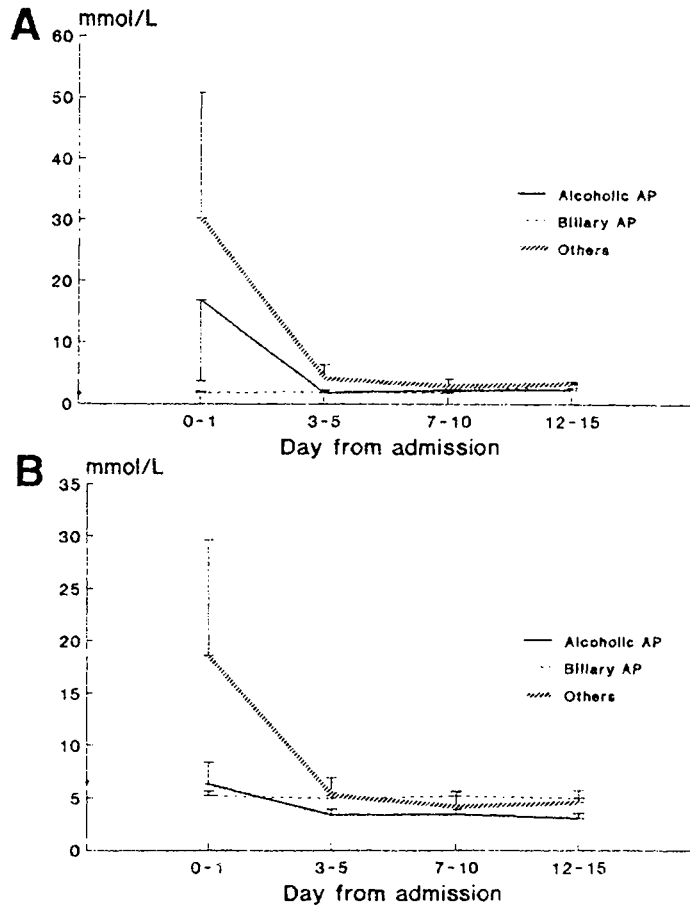 A
mmol/L
60
50
40
30
20
10
0
Alcoholic AP
Biliary AP
Others
0-1
3-5
7-10
12-15
Day from admission
B
mmol/L
35
30
25
20
15
10
5
0
Alcoholic AP
Biliary AP
Others
0-1
3-5
7-10
12-15
Day from admission